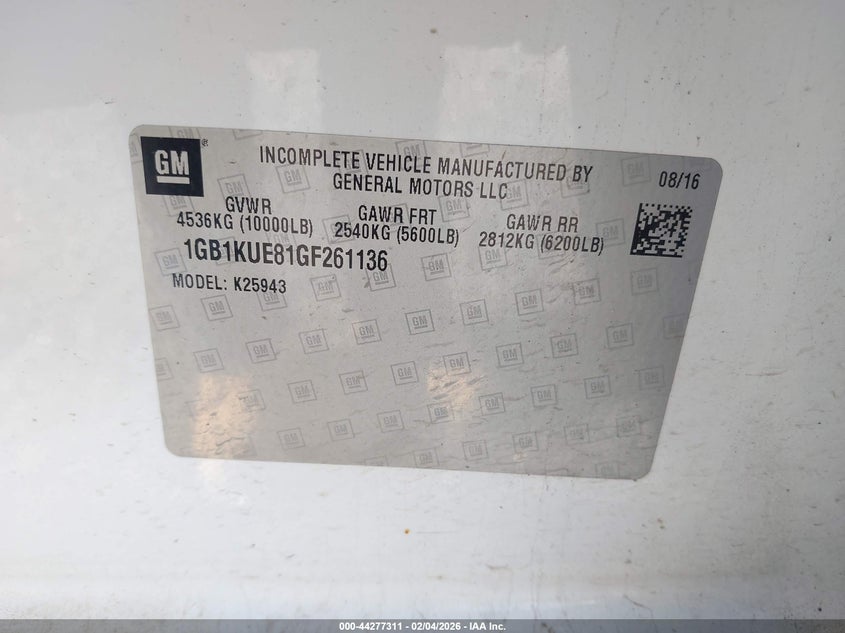 GM
INCOMPLETE VEHICLE MANUFACTURED BY
GENERAL MOTORS LLC
08/16
GVWR
4536KG (10000LB)
GAWR FRT
2540KG (5600LB)
GAWR RR
2812KG (6200LB)
1GB1KUE81GF261136
MODEL: K25943
000-44277311 - 02/04/2026 - IAA Inc.